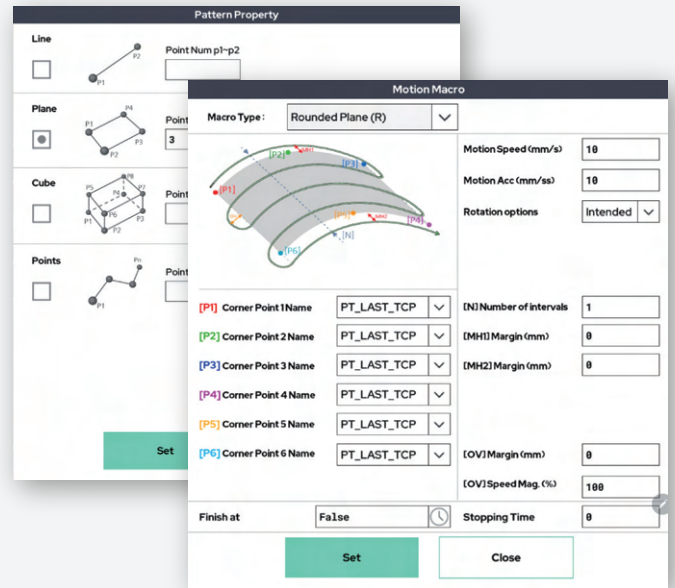 Pattern Property
Line
P1
P2
Point Num p1~p2
Plane
P1
P2
P3
P4
Point
3
Cube
P5
P8
P7
P4
P6
P1
P3
P2
Point
Points
P1
Pn
Point
Set
Motion Macro
Macro Type :
Rounded Plane (R)
[P1]
[P2]
MH1
[P3]
[P4]
[P5]
MH2
[N]
[P6]
Motion Speed (mm/s)
10
Motion Acc (mm/ss)
10
Rotation options
Intended
[P1] Corner Point 1 Name
PT_LAST_TCP
[N] Number of intervals
1
[P2] Corner Point 2 Name
PT_LAST_TCP
[MH1] Margin (mm)
0
[P3] Corner Point 3 Name
PT_LAST_TCP
[MH2] Margin (mm)
0
[P4] Corner Point 4 Name
PT_LAST_TCP
[P5] Corner Point 5 Name
PT_LAST_TCP
[P6] Corner Point 6 Name
PT_LAST_TCP
[OV] Margin (mm)
0
[OV] Speed Mag. (%)
100
Finish at
False
Stopping Time
0
Set
Close